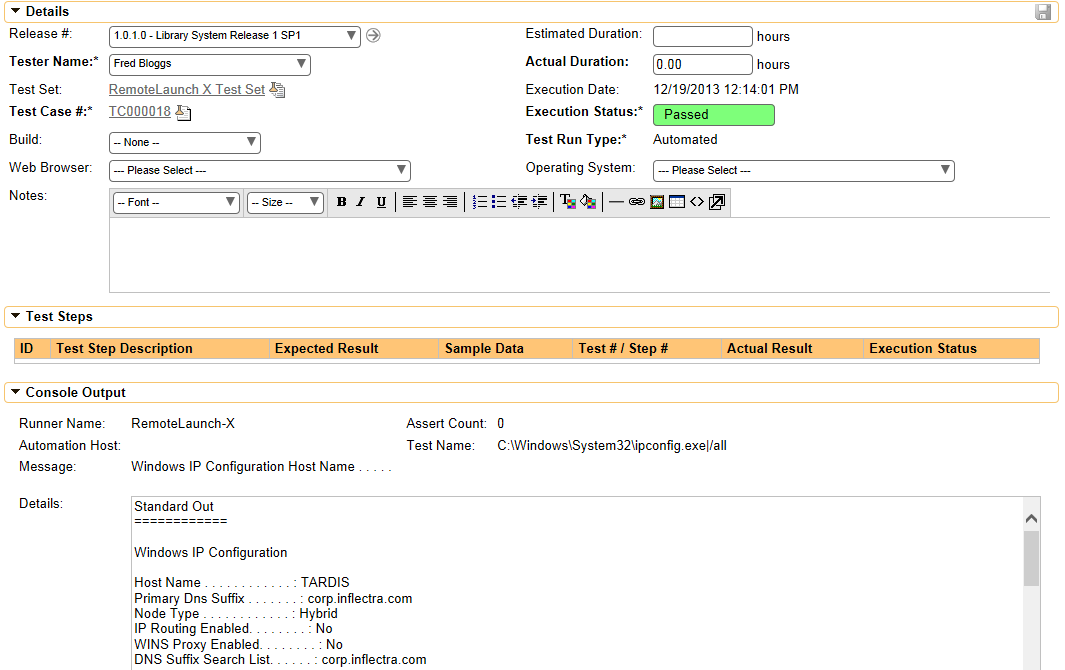 Details
Release #: 1.0.1.0 - Library System Release 1 SP1 Estimated Duration: hours
Tester Name:* Fred Bloggs Actual Duration: 0.00 hours
Test Set: RemoteLaunch X Test Set Execution Date: 12/19/2013 12:14:01 PM
Test Case #:* TC000018 Execution Status:* Passed
Build: -- None -- Test Run Type:* Automated
Web Browser: --- Please Select --- Operating System: --- Please Select ---
Notes: -- Font -- -- Size -- B I U
Test Steps
ID Test Step Description Expected Result Sample Data Test # / Step # Actual Result Execution Status
Console Output
Runner Name: RemoteLaunch-X Assert Count: 0
Automation Host: Test Name: C:\Windows\System32\ipconfig.exe|/all
Message: Windows IP Configuration Host Name . . . . .
Details: Standard Out
============
Windows IP Configuration
Host Name . . . . . . . . . . . . : TARDIS
Primary Dns Suffix . . . . . . . : corp.inflectra.com
Node Type . . . . . . . . . . . . : Hybrid
IP Routing Enabled. . . . . . . . : No
WINS Proxy Enabled. . . . . . . . : No
DNS Suffix Search List. . . . . . : corp.inflectra.com